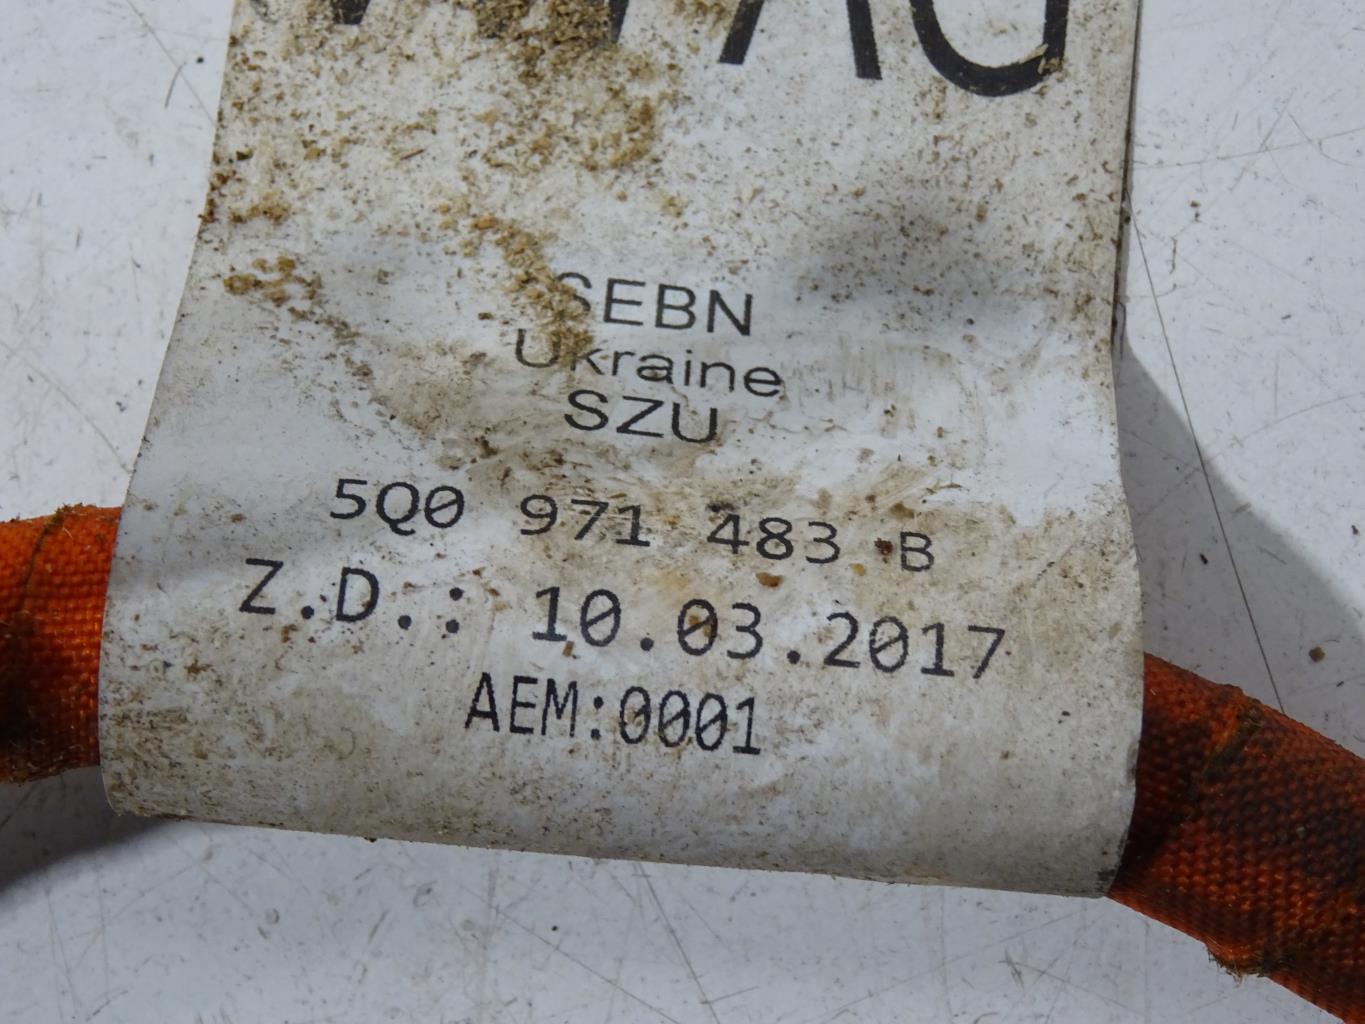 SEBN
Ukraine
SZU
5Q0 971 483 B
Z.D.: 10.03.2017
AEM:0001